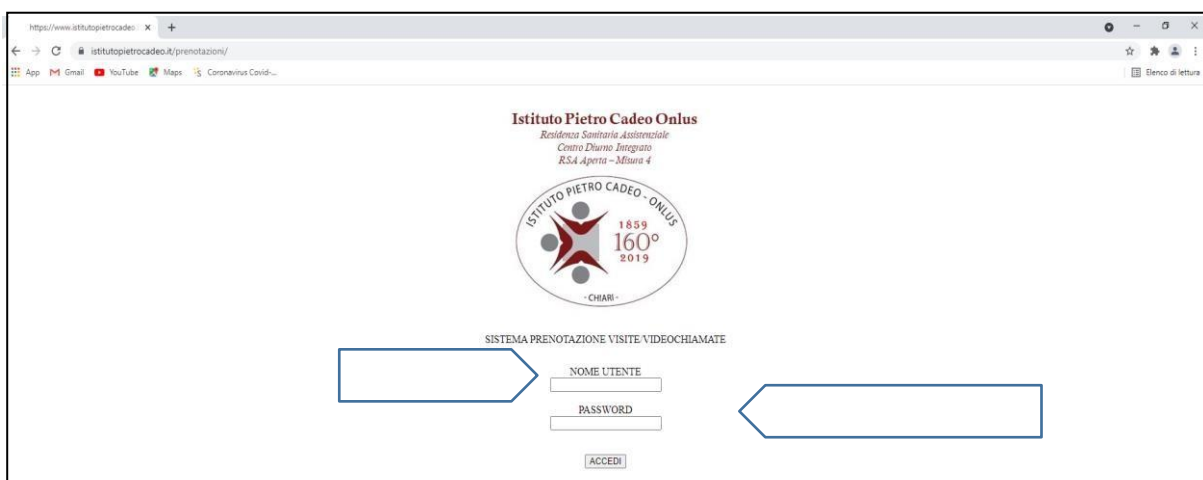 https://www.istitutopietrocadeo.i
istitutopietrocadeo.it/prenotazioni/
App Gmail YouTube Maps Coronavirus Covid-... Elenco di lettura
Istituto Pietro Cadeo Onlus
Residenza Sanitaria Assistenziale
Centro Diurno Integrato
RSA Aperta – Misura 4
ISTITUTO PIETRO CADEO - ONLUS
1859
160°
2019
- CHIARI -
SISTEMA PRENOTAZIONE VISITE/VIDEOCHIAMATE
NOME UTENTE
PASSWORD
ACCEDI